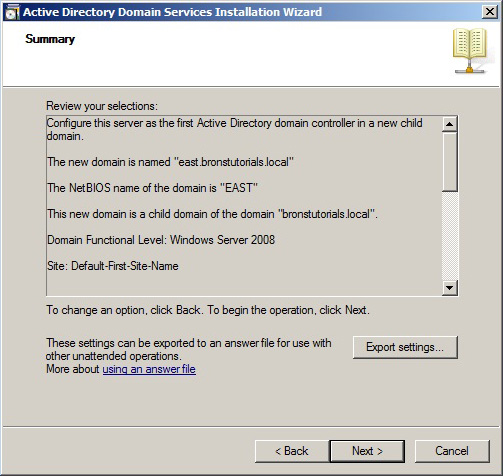 Active Directory Domain Services Installation Wizard
Summary
Review your selections:
Configure this server as the first Active Directory domain controller in a new child
domain.
The new domain is named "east.bronstutorials.local"
The NetBIOS name of the domain is "EAST"
This new domain is a child domain of the domain "bronstutorials.local".
Domain Functional Level: Windows Server 2008
Site: Default-First-Site-Name
To change an option, click Back. To begin the operation, click Next.
These settings can be exported to an answer file for use with
other unattended operations.
More about using an answer file
Export settings...
< Back
Next >
Cancel